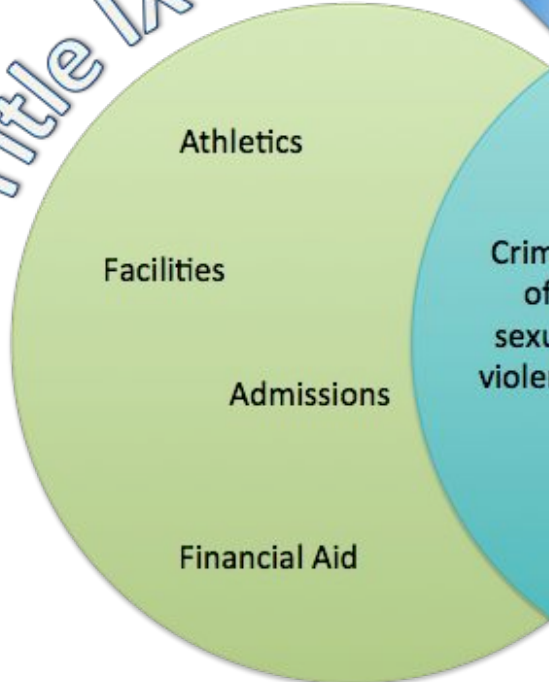 Title IX
Athletics
Facilities
Crim
of
sexu
violen
Admissions
Financial Aid